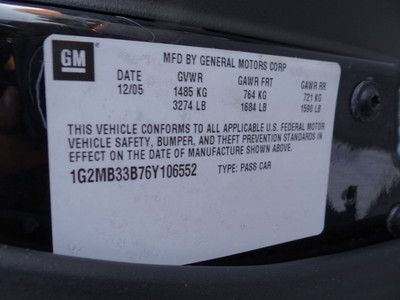 GM
MFD BY GENERAL MOTORS CORP
DATE GVWR GAWR FRT GAWR RR
12/05 1485 KG 764 KG 721 KG
3274 LB 1684 LB 1590 LB
THIS VEHICLE CONFORMS TO ALL APPLICABLE U.S. FEDERAL MOTOR
VEHICLE SAFETY, BUMPER, AND THEFT PREVENTION STANDARDS IN
EFFECT ON THE DATE OF MANUFACTURE SHOWN ABOVE.
1G2MB33B76Y106552 TYPE: PASS CAR